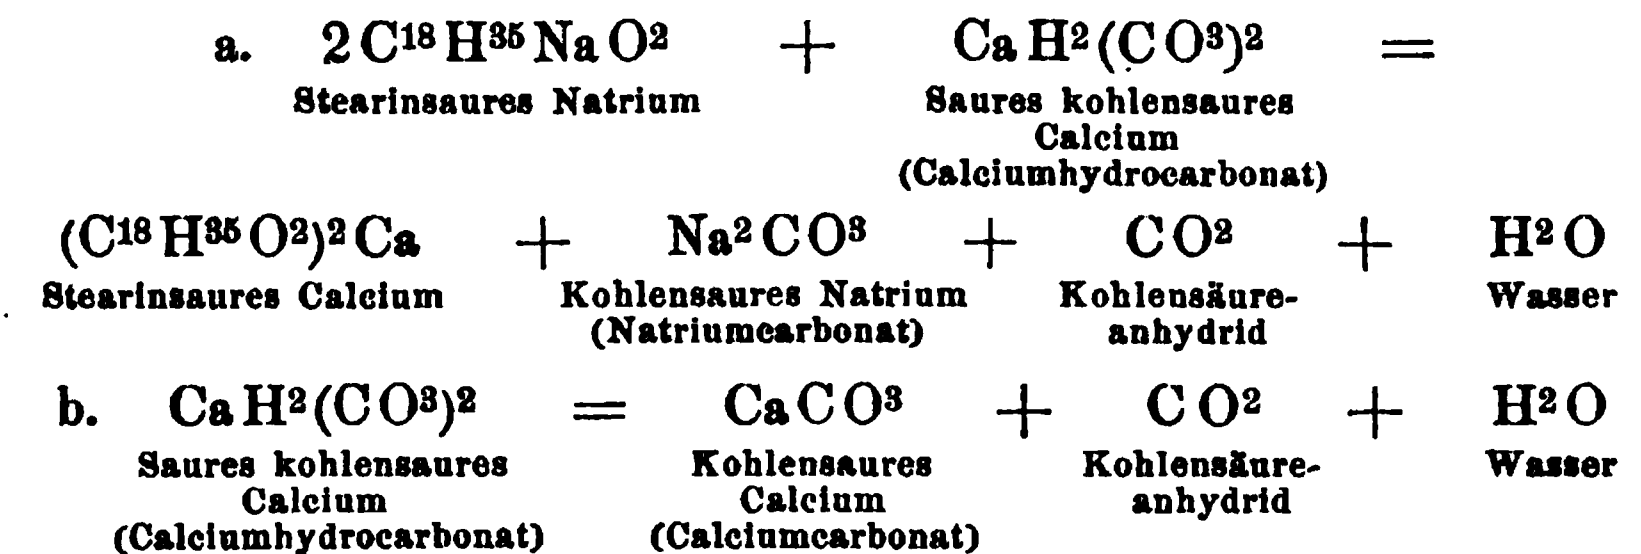 a. 2 C¹⁸ H³⁵ Na O² + Ca H² (C O³)² =
Stearinsaures Natrium Saures kohlensaures
Calcium
(Calciumhydrocarbonat)
(C¹⁸ H³⁵ O²)² Ca + Na² C O³ + C O² + H² O
Stearinsaures Calcium Kohlensaures Natrium Kohlensäure- Wasser
(Natriumcarbonat) anhydrid
b. Ca H² (C O³)² = Ca C O³ + C O² + H² O
Saures kohlensaures Kohlensaures Kohlensäure- Wasser
Calcium Calcium anhydrid
(Calciumhydrocarbonat) (Calciumcarbonat)